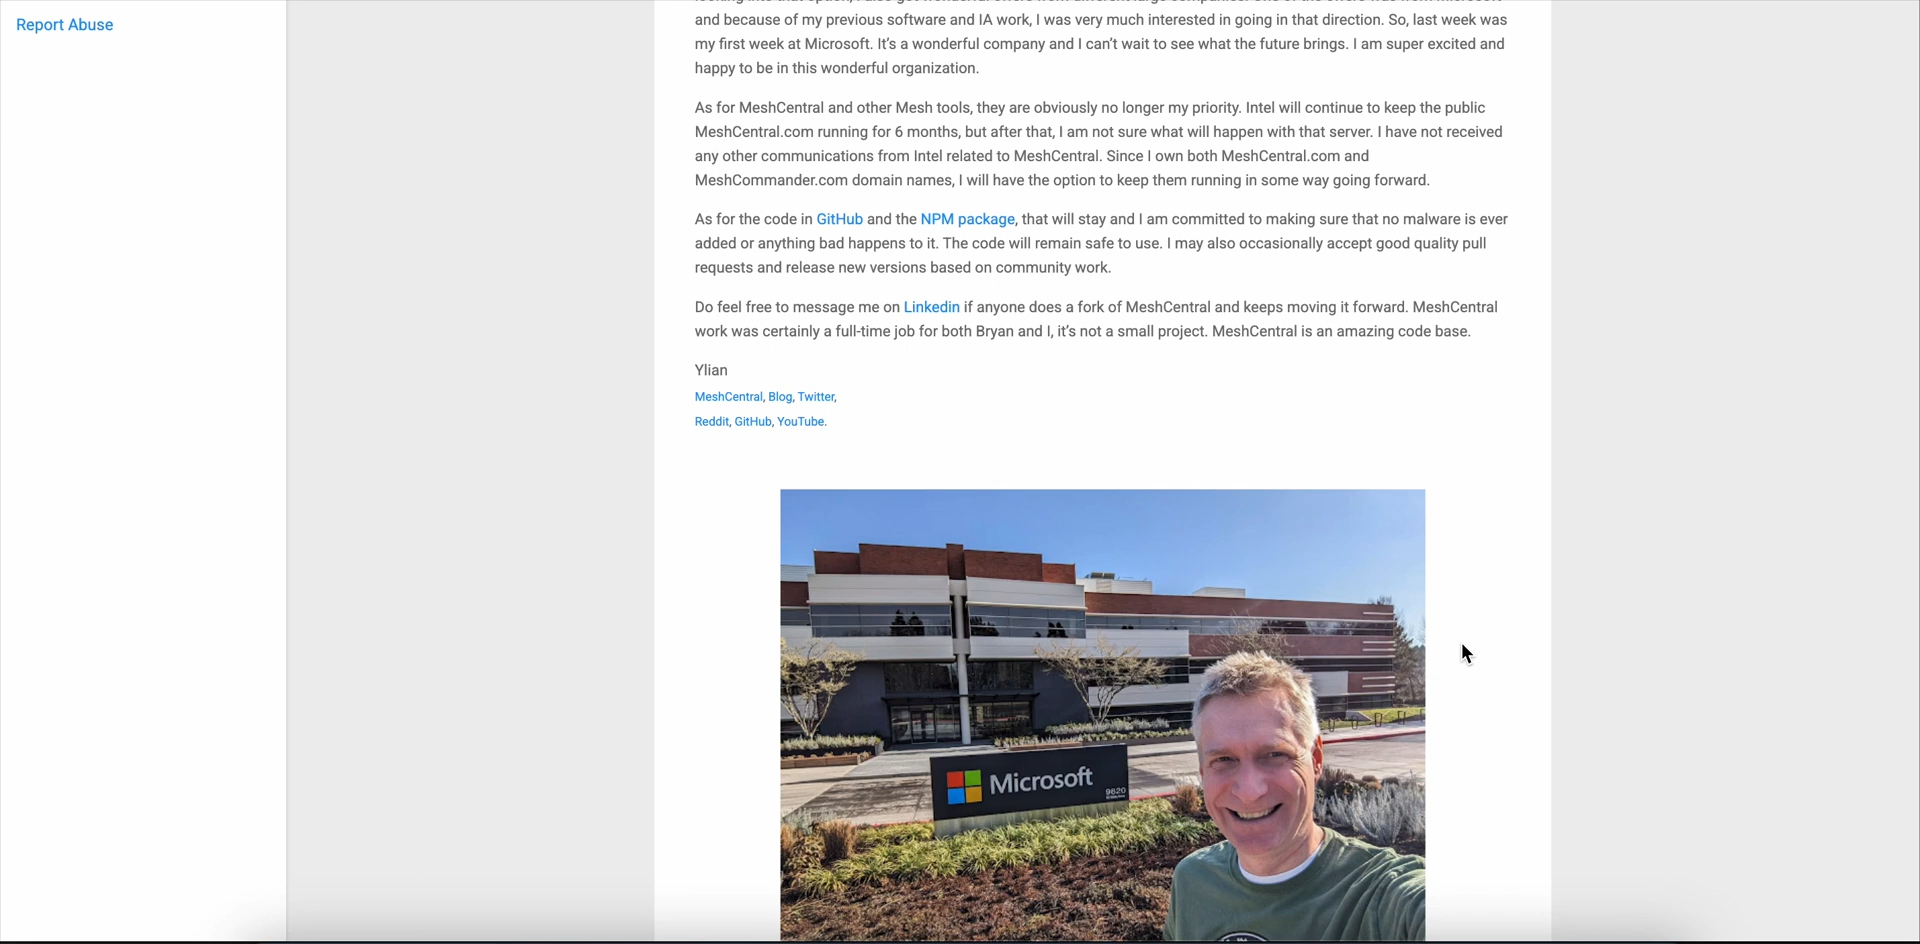 Report Abuse
and because of my previous software and IA work, I was very much interested in going in that direction. So, last week was
my first week at Microsoft. It’s a wonderful company and I can’t wait to see what the future brings. I am super excited and
happy to be in this wonderful organization.
As for MeshCentral and other Mesh tools, they are obviously no longer my priority. Intel will continue to keep the public
MeshCentral.com running for 6 months, but after that, I am not sure what will happen with that server. I have not received
any other communications from Intel related to MeshCentral. Since I own both MeshCentral.com and
MeshCommander.com domain names, I will have the option to keep them running in some way going forward.
As for the code in GitHub and the NPM package, that will stay and I am committed to making sure that no malware is ever
added or anything bad happens to it. The code will remain safe to use. I may also occasionally accept good quality pull
requests and release new versions based on community work.
Do feel free to message me on Linkedin if anyone does a fork of MeshCentral and keeps moving it forward. MeshCentral
work was certainly a full-time job for both Bryan and I, it’s not a small project. MeshCentral is an amazing code base.
Ylian
MeshCentral, Blog, Twitter,
Reddit, GitHub, YouTube.
Microsoft
9620